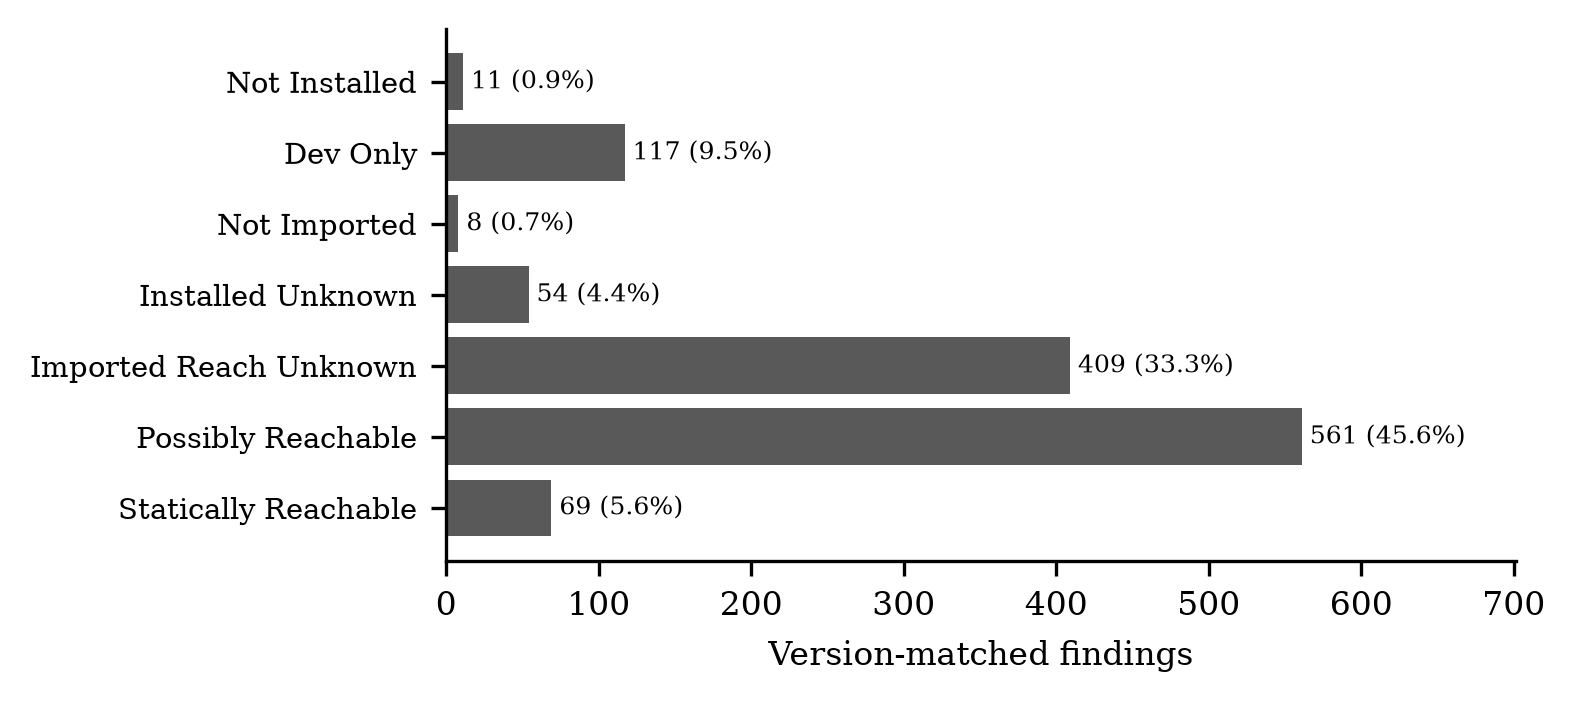 Not Installed 11 (0.9%)
Dev Only 117 (9.5%)
Not Imported 8 (0.7%)
Installed Unknown 54 (4.4%)
Imported Reach Unknown 409 (33.3%)
Possibly Reachable 561 (45.6%)
Statically Reachable 69 (5.6%)
0 100 200 300 400 500 600 700
Version-matched findings